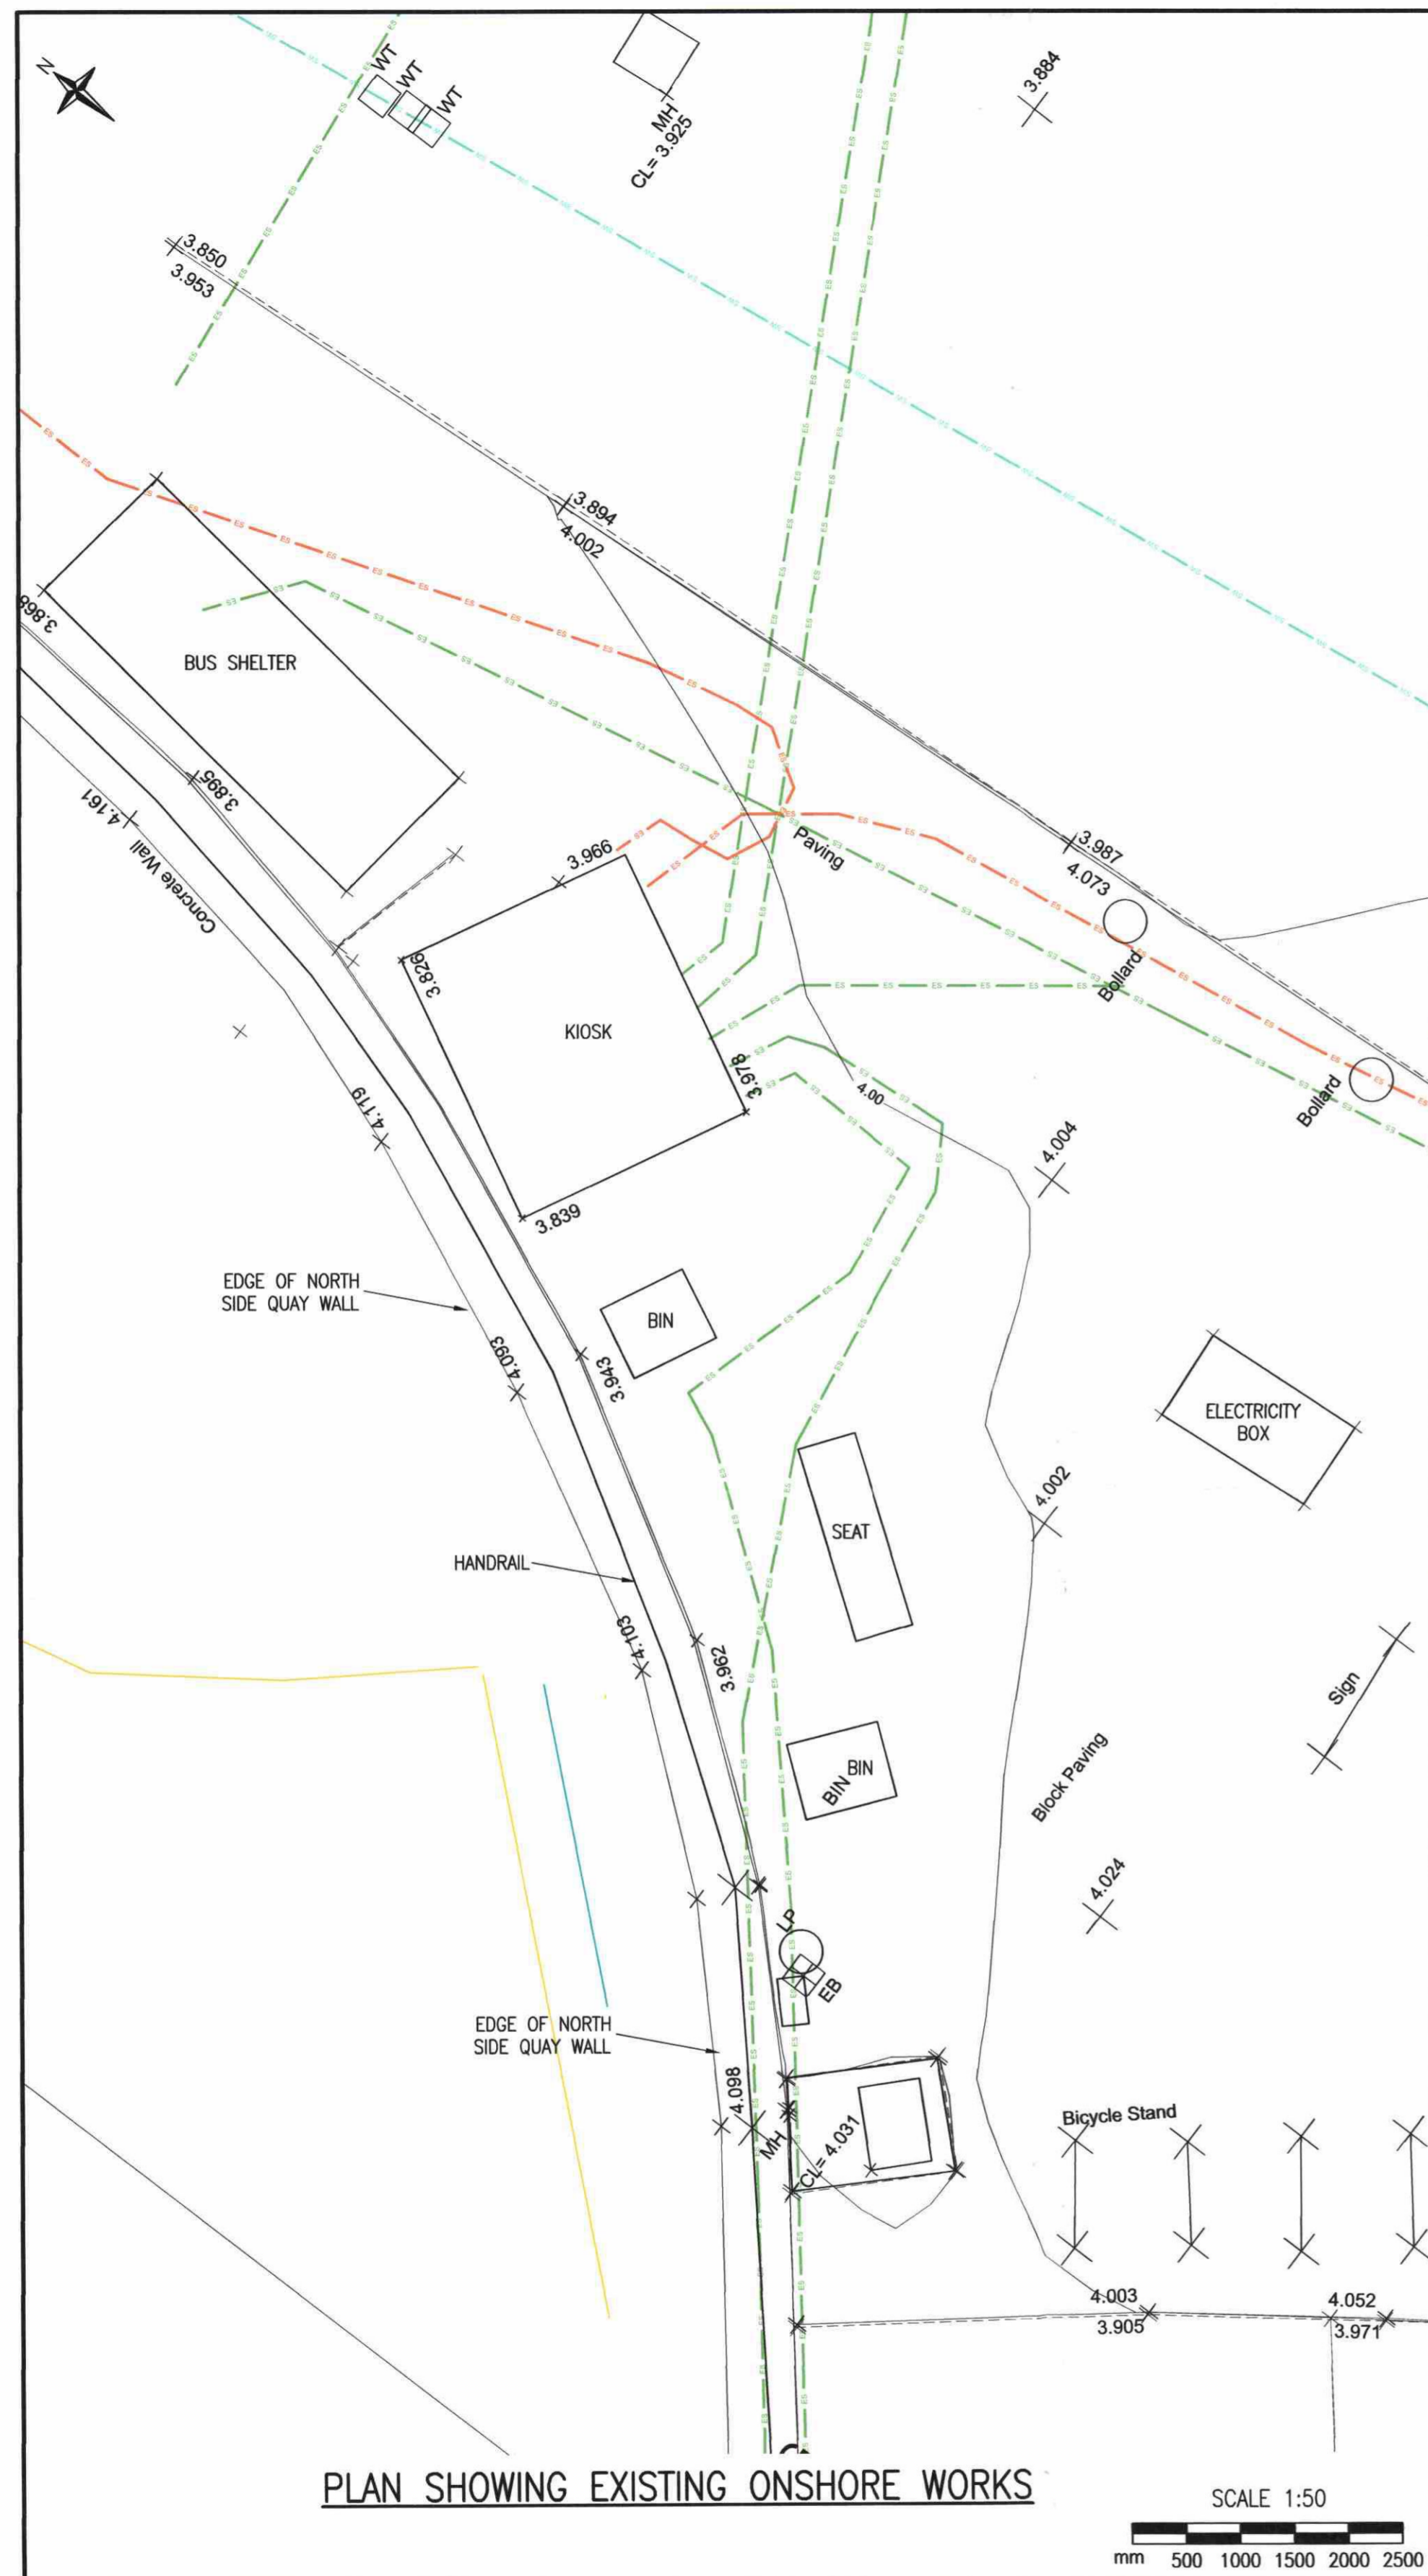 N
WT
WT
WT
MH
CL= 3.925
3.884
3.850
3.953
3.894
4.002
3.868
BUS SHELTER
3.895
4.161
Concrete Wall
3.966
Paving
3.987
4.073
Bollard
3.826
KIOSK
3.978
4.00
Bollard
4.119
4.004
3.839
EDGE OF NORTH
SIDE QUAY WALL
BIN
4.093
3.943
ELECTRICITY
BOX
4.002
SEAT
HANDRAIL
4.103
3.962
Sign
BIN
BIN
Block Paving
4.024
LP
EB
EDGE OF NORTH
SIDE QUAY WALL
4.098
MH
CL= 4.031
Bicycle Stand
4.003
3.905
4.052
3.971
PLAN SHOWING EXISTING ONSHORE WORKS
SCALE 1:50
mm 500 1000 1500 2000 2500